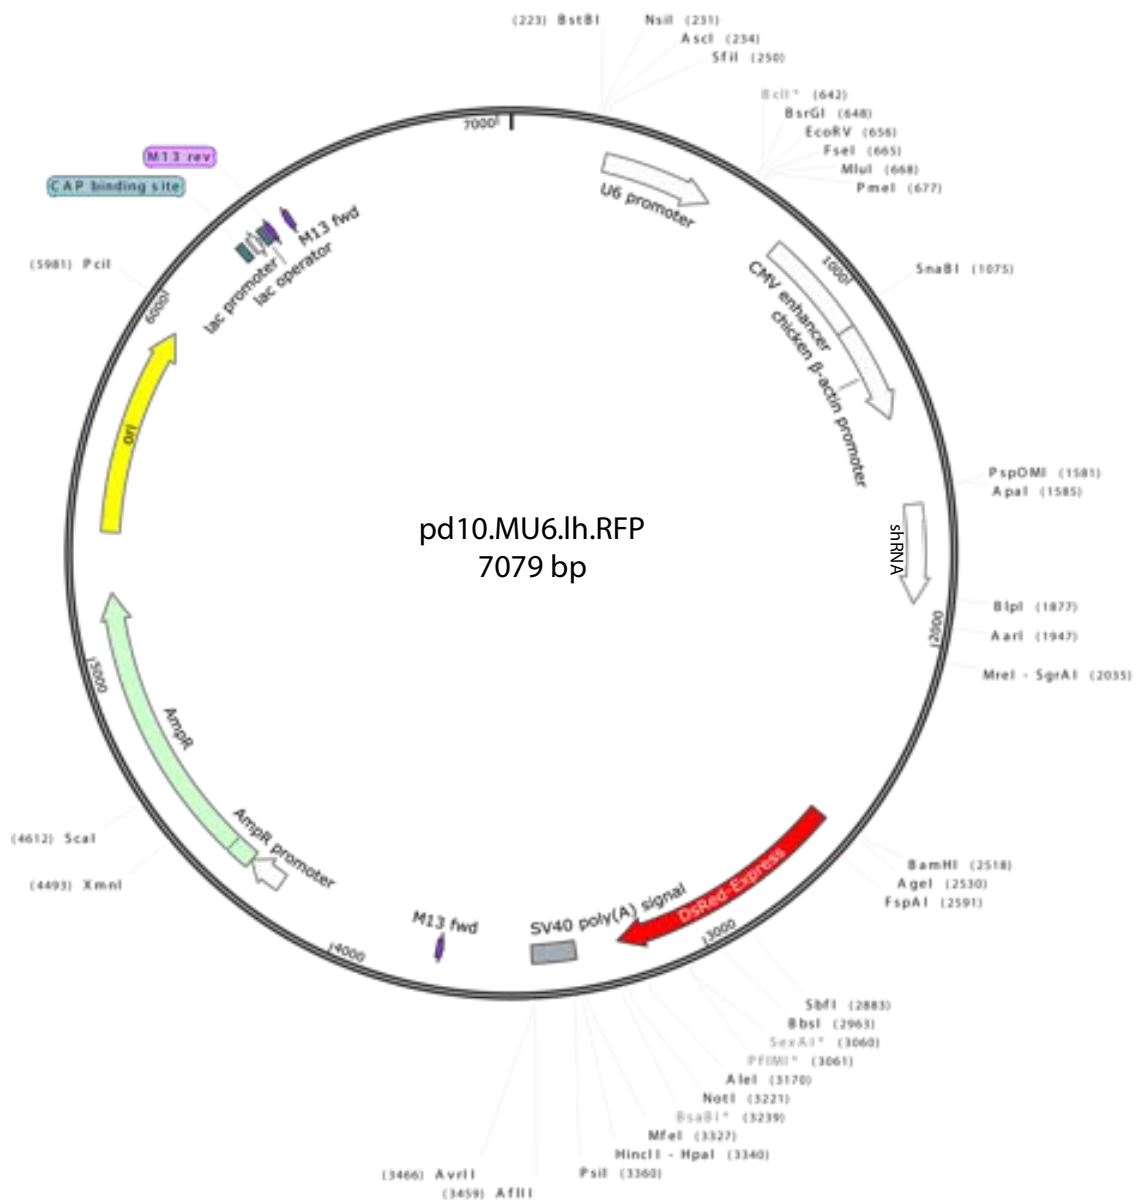 (223) BstBI
NsiI (231)
AscI (234)
SfiI (250)
BclI* (642)
BsrGI (648)
EcoRV (656)
FseI (665)
MluI (668)
PmeI (677)
SnaBI (1075)
PspOMI (1581)
ApaI (1585)
BlpI (1877)
AarI (1947)
MreI - SgrAI (2035)
BamHI (2518)
AgeI (2530)
FspAI (2591)
SbfI (2883)
BbsI (2963)
SexAI* (3060)
PflMI* (3061)
AleI (3170)
NotI (3221)
BsaBI* (3239)
MfeI (3327)
HincII - HpaI (3340)
PsiI (3360)
(3466) AvrII
(3459) AflII
(4493) XmnI
(4612) ScaI
(5981) PciI
CAP binding site
M13 rev
7000
1000
2000
3000
4000
5000
6000
U6 promoter
CMV enhancer
chicken β-actin promoter
shRNA
DsRed-Express
SV40 poly(A) signal
M13 fwd
AmpR promoter
AmpR
ori
lac promoter
lac operator
M13 fwd
pd10.MU6.lh.RFP
7079 bp